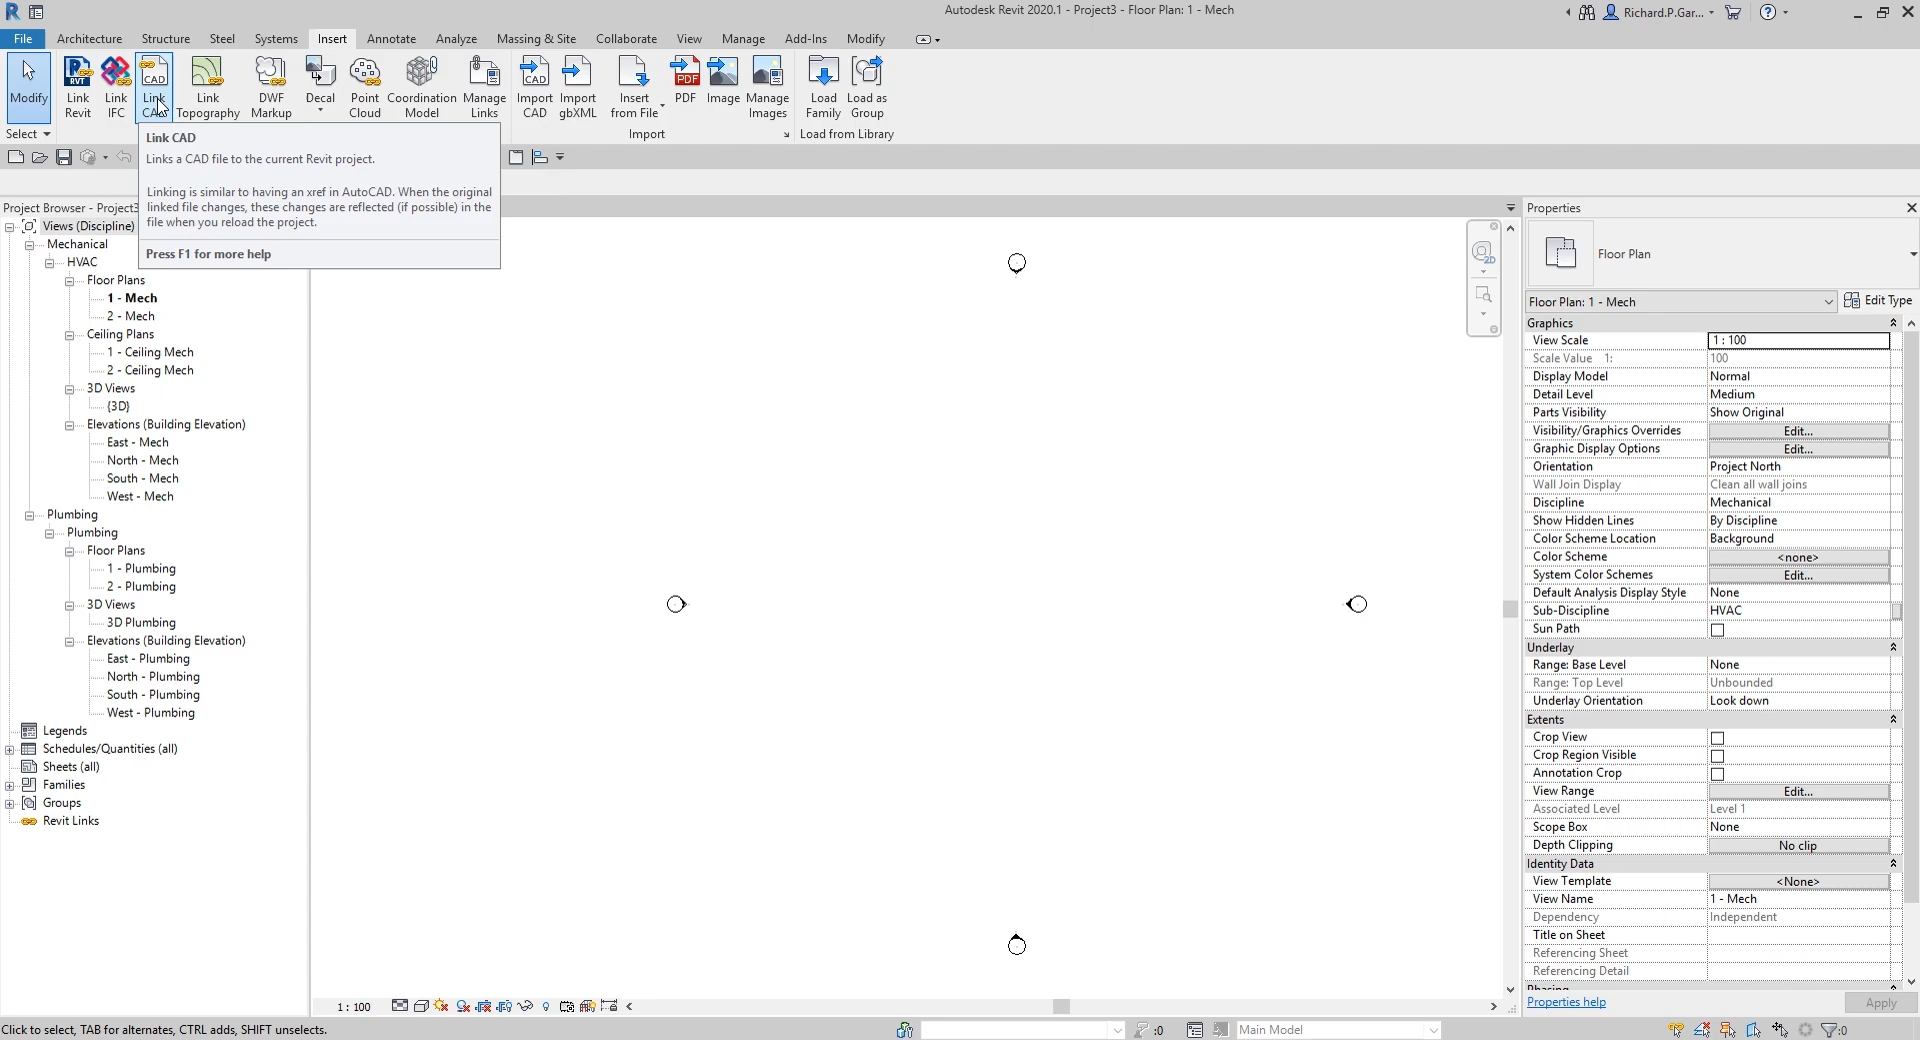 Autodesk Revit 2020.1 - Project3 - Floor Plan: 1 - Mech
Richard.P.Gar...
File Architecture Structure Steel Systems Insert Annotate Analyze Massing & Site Collaborate View Manage Add-Ins Modify
Modify
Link Revit
Link IFC
Link CAD
Link Topography
DWF Markup
Decal
Point Cloud
Coordination Model
Manage Links
Import CAD
Import gbXML
Insert from File
PDF
Image
Manage Images
Load Family
Load as Group
Select
Import
Load from Library
Link CAD
Links a CAD file to the current Revit project.
Linking is similar to having an xref in AutoCAD. When the original
linked file changes, these changes are reflected (if possible) in the
file when you reload the project.
Press F1 for more help
Project Browser - Project3
Views (Discipline)
Mechanical
HVAC
Floor Plans
1 - Mech
2 - Mech
Ceiling Plans
1 - Ceiling Mech
2 - Ceiling Mech
3D Views
{3D}
Elevations (Building Elevation)
East - Mech
North - Mech
South - Mech
West - Mech
Plumbing
Plumbing
Floor Plans
1 - Plumbing
2 - Plumbing
3D Views
3D Plumbing
Elevations (Building Elevation)
East - Plumbing
North - Plumbing
South - Plumbing
West - Plumbing
Legends
Schedules/Quantities (all)
Sheets (all)
Families
Groups
Revit Links
2D
Properties
Floor Plan
Floor Plan: 1 - Mech Edit Type
Graphics
View Scale 1 : 100
Scale Value 1: 100
Display Model Normal
Detail Level Medium
Parts Visibility Show Original
Visibility/Graphics Overrides Edit...
Graphic Display Options Edit...
Orientation Project North
Wall Join Display Clean all wall joins
Discipline Mechanical
Show Hidden Lines By Discipline
Color Scheme Location Background
Color Scheme <none>
System Color Schemes Edit...
Default Analysis Display Style None
Sub-Discipline HVAC
Sun Path
Underlay
Range: Base Level None
Range: Top Level Unbounded
Underlay Orientation Look down
Extents
Crop View
Crop Region Visible
Annotation Crop
View Range Edit...
Associated Level Level 1
Scope Box None
Depth Clipping No clip
Identity Data
View Template <None>
View Name 1 - Mech
Dependency Independent
Title on Sheet
Referencing Sheet
Referencing Detail
Phasing
Properties help Apply
1 : 100
Click to select, TAB for alternates, CTRL adds, SHIFT unselects.
:0
Main Model
:0